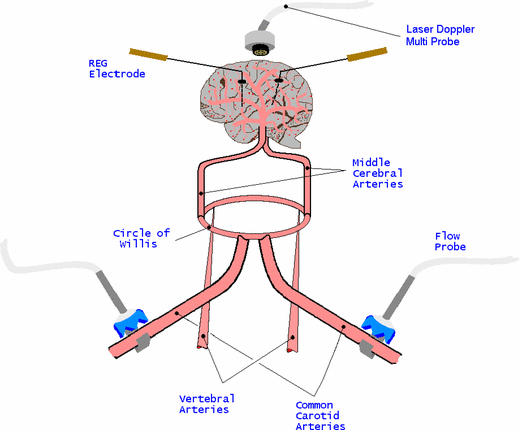 Laser Doppler
Multi Probe
REG
Electrode
Middle
Cerebral
Arteries
Circle of
Willis
Flow
Probe
Vertebral
Arteries
Common
Carotid
Arteries